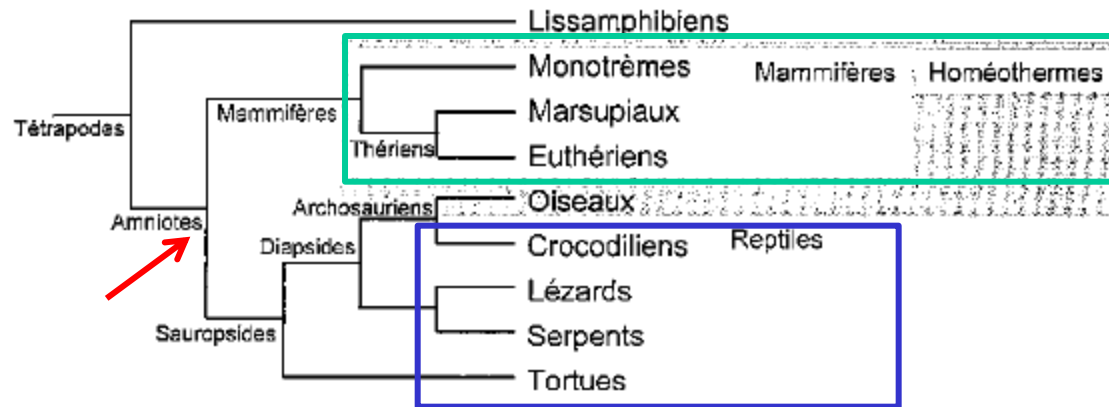 Lissamphibiens
Monotrèmes Mammifères Homéothermes
Mammifères Marsupiaux
Tétrapodes
Thériens Euthériens
Archosauriens Oiseaux
Amniotes
Diapsides Crocodiliens Reptiles
Lézards
Sauropsides Serpents
Tortues